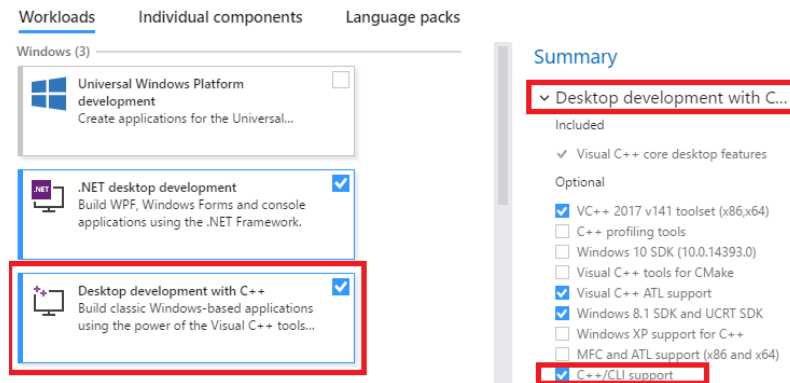 Workloads Individual components Language packs
Windows (3)
Universal Windows Platform
development
Create applications for the Universal...
.NET
.NET desktop development
Build WPF, Windows Forms and console
applications using the .NET Framework.
Desktop development with C++
Build classic Windows-based applications
using the power of the Visual C++ tools...
Summary
Desktop development with C...
Included
Visual C++ core desktop features
Optional
VC++ 2017 v141 toolset (x86,x64)
C++ profiling tools
Windows 10 SDK (10.0.14393.0)
Visual C++ tools for CMake
Visual C++ ATL support
Windows 8.1 SDK and UCRT SDK
Windows XP support for C++
MFC and ATL support (x86 and x64)
C++/CLI support